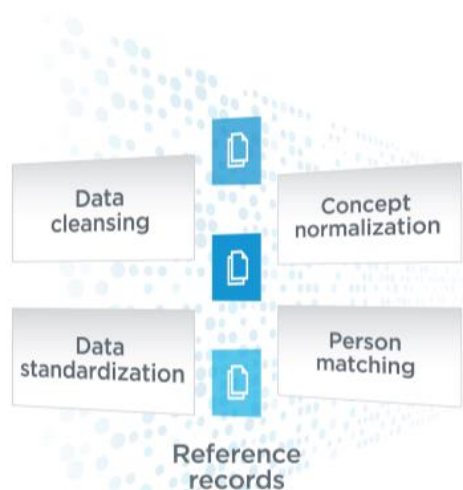 Data
cleansing
Concept
normalization
Data
standardization
Person
matching
Reference
records